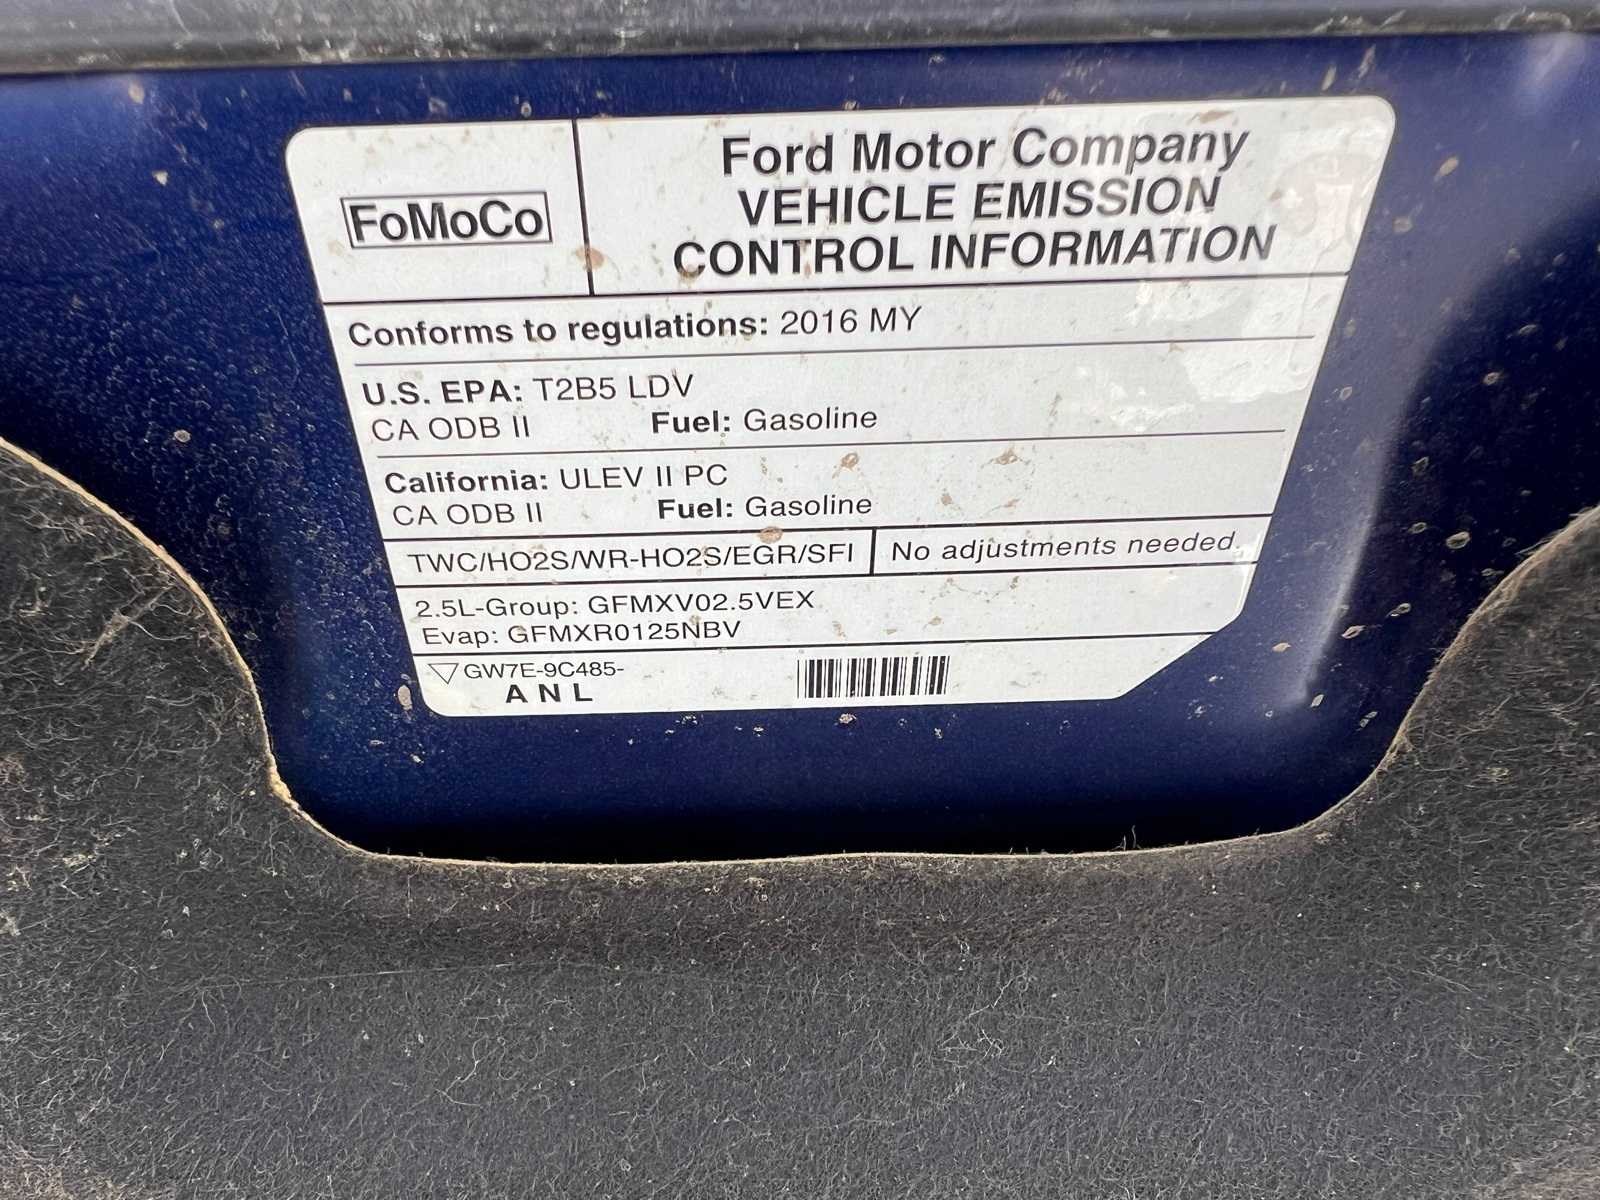 FoMoCo
Ford Motor Company
VEHICLE EMISSION
CONTROL INFORMATION
Conforms to regulations: 2016 MY
U.S. EPA: T2B5 LDV
CA ODB II Fuel: Gasoline
California: ULEV II PC
CA ODB II Fuel: Gasoline
TWC/HO2S/WR-HO2S/EGR/SFI No adjustments needed.
2.5L-Group: GFMXV02.5VEX
Evap: GFMXR0125NBV
GW7E-9C485-
A N L